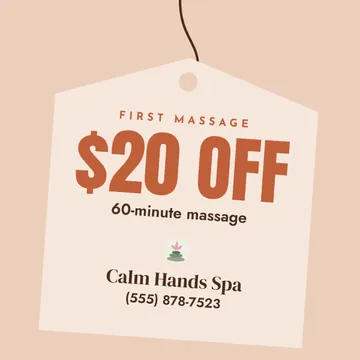 FIRST MASSAGE
$20 OFF
60-minute massage
Calm Hands Spa
(555) 878-7523